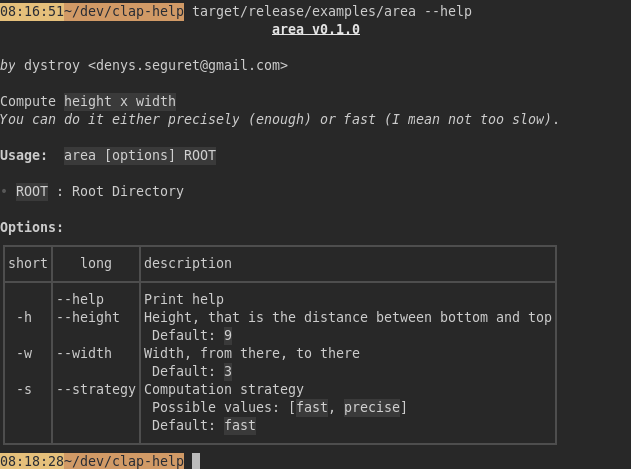 08:16:51~/dev/clap-help target/release/examples/area --help
area v0.1.0
by dystroy <denys.seguret@gmail.com>
Compute height x width
You can do it either precisely (enough) or fast (I mean not too slow).
Usage: area [options] ROOT
• ROOT : Root Directory
Options:
short long description
--help Print help
-h --height Height, that is the distance between bottom and top
Default: 9
-w --width Width, from there, to there
Default: 3
-s --strategy Computation strategy
Possible values: [fast, precise]
Default: fast
08:18:28~/dev/clap-help